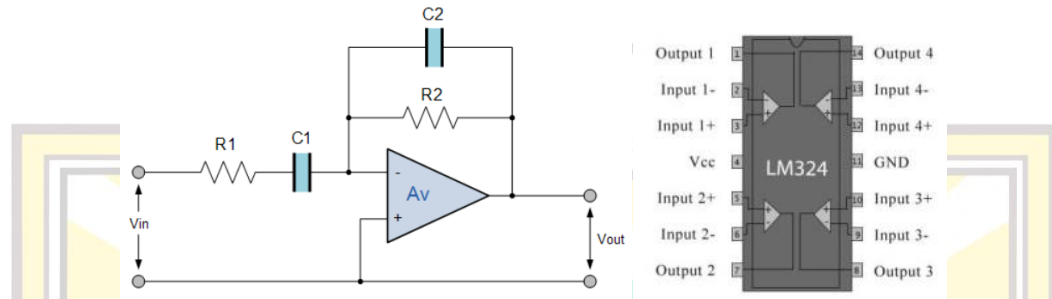 C2
R2
R1
C1
-
Av
+
Vin
Vout
Output 1
1
14
Output 4
Input 1-
2
-
-
13
Input 4-
Input 1+
3
+
+
12
Input 4+
Vcc
4
LM324
11
GND
Input 2+
5
+
+
10
Input 3+
Input 2-
6
-
-
9
Input 3-
Output 2
7
8
Output 3